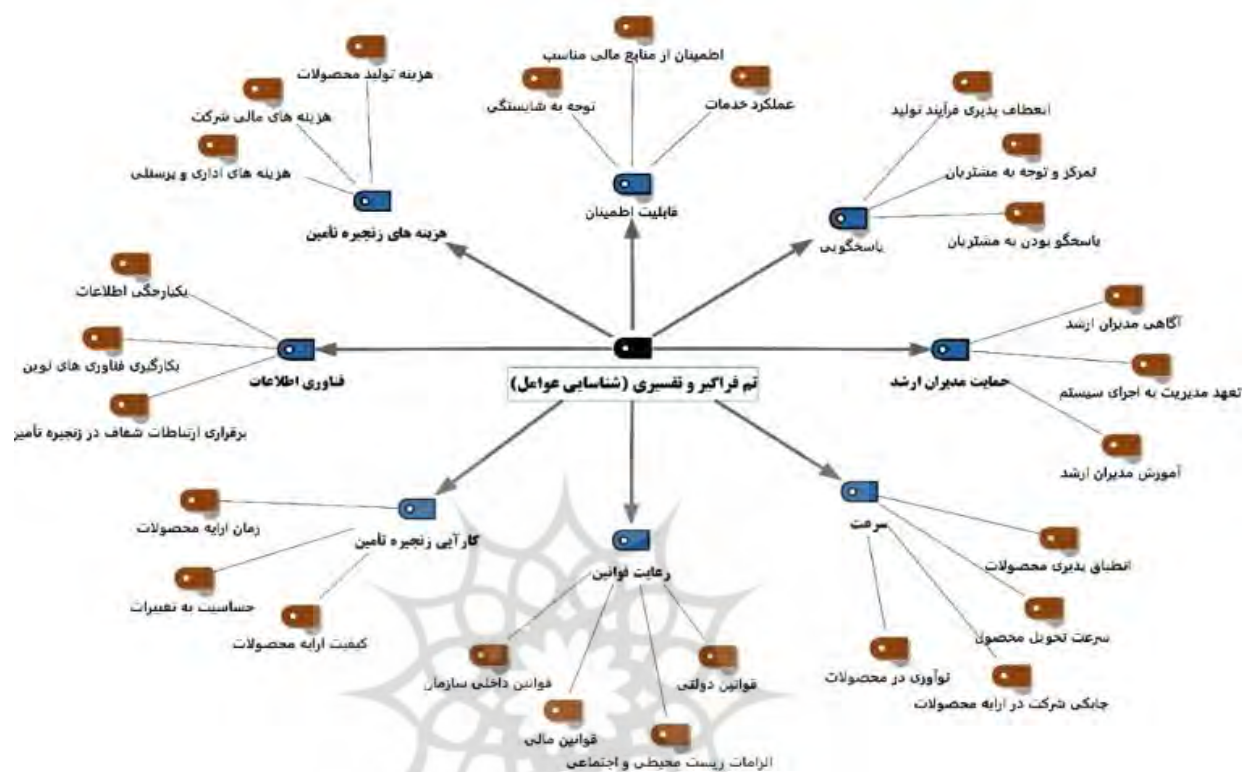 اطمینان از منابع مالی مناسب
هزینه تولید محصولات
توجه به شایستگی
عملکرد خدمات
انعطاف پذیری فرآیند تولید
هزینه های مالی شرکت
هزینه های اداری و پرسنلی
تمرکز و توجه به مشتریان
قابلیت اطمینان
هزینه های زنجیره تأمین
پاسخگویی
پاسخگو بودن به مشتریان
یکپارچگی اطلاعات
آگاهی مدیران ارشد
بکارگیری فناوری های نوین
فناوری اطلاعات
تم فراگیر و تفسیری (شناسایی عوامل)
حمایت مدیران ارشد
تعهد مدیریت به اجرای سیستم
برقراری ارتباطات شفاف در زنجیره تأمین
آموزش مدیران ارشد
زمان ارایه محصولات
کارآیی زنجیره تأمین
سرعت
رعایت قوانین
انطباق پذیری محصولات
حساسیت به تغییرات
کیفیت ارایه محصولات
سرعت تحویل محصول
قوانین داخلی سازمان
قوانین دولتی
نوآوری در محصولات
چابکی شرکت در ارایه محصولات
قوانین مالی
الزامات زیست محیطی و اجتماعی